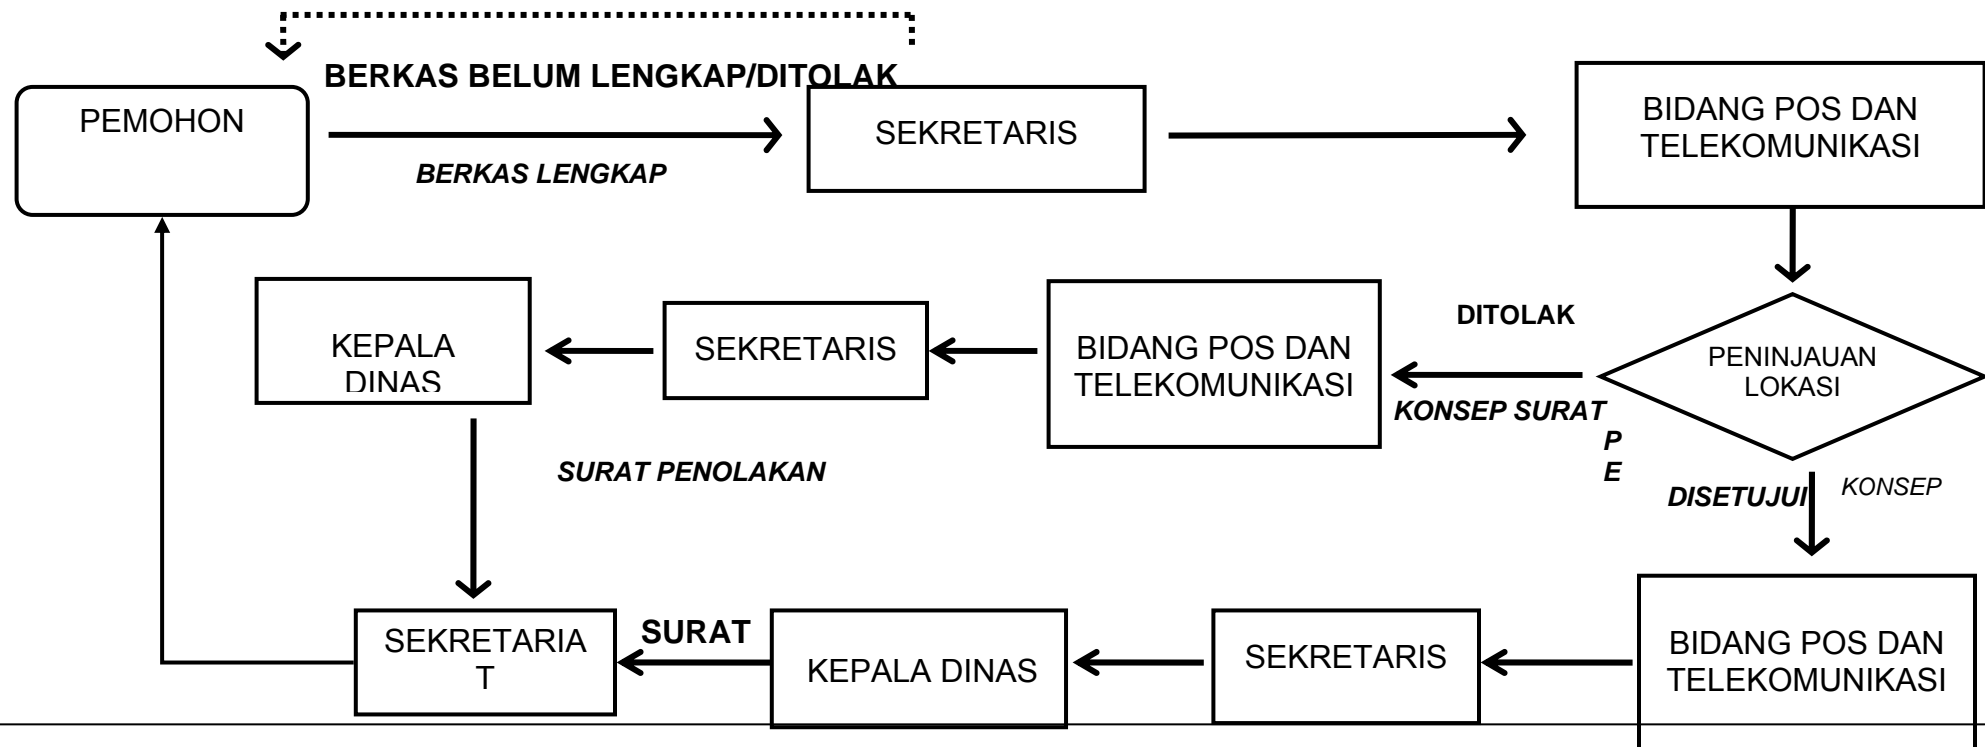 BERKAS BELUM LENGKAP/DITOLAK
PEMOHON
SEKRETARIS
BIDANG POS DAN
TELEKOMUNIKASI
BERKAS LENGKAP
KEPALA
DINAS
SEKRETARIS
BIDANG POS DAN
TELEKOMUNIKASI
DITOLAK
KONSEP SURAT
P
E
PENINJAUAN
LOKASI
SURAT PENOLAKAN
DISETUJUI
KONSEP
SEKRETARIA
T
SURAT
KEPALA DINAS
SEKRETARIS
BIDANG POS DAN
TELEKOMUNIKASI